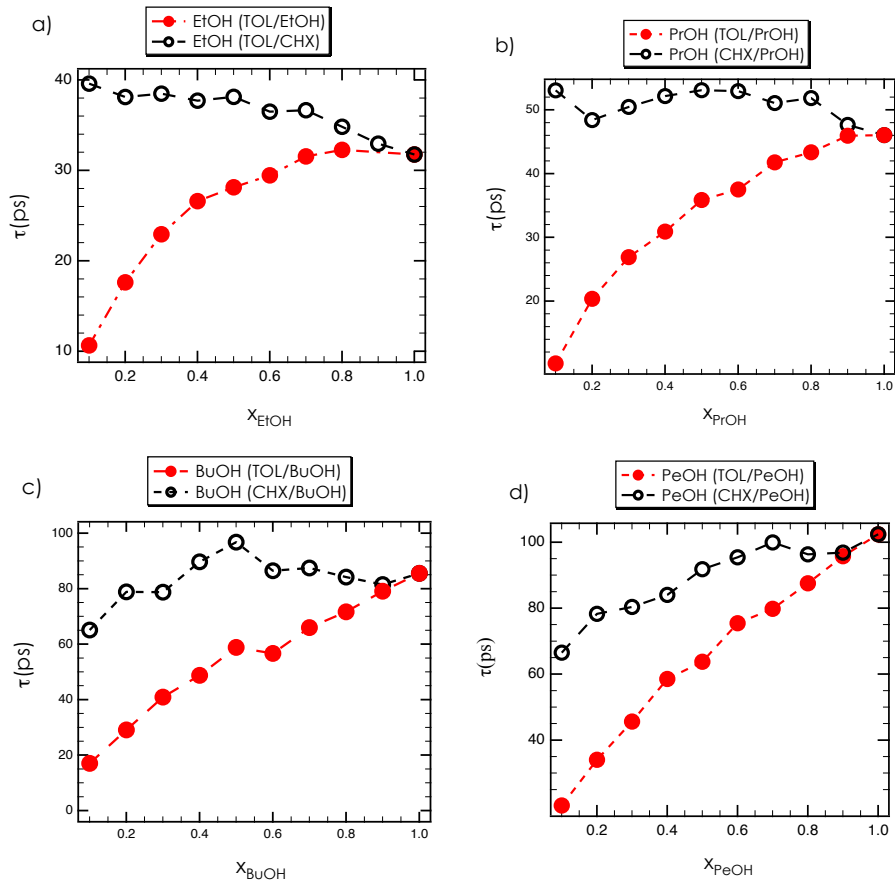 a)
EtOH (TOL/EtOH)
EtOH (TOL/CHX)
40
30
20
10
τ(ps)
0.2 0.4 0.6 0.8 1.0
xEtOH
b)
PrOH (TOL/PrOH)
PrOH (CHX/PrOH)
50
40
30
20
τ(ps)
0.2 0.4 0.6 0.8 1.0
xPrOH
c)
BuOH (TOL/BuOH)
BuOH (CHX/BuOH)
100
80
60
40
20
0
τ(ps)
0.2 0.4 0.6 0.8 1.0
xBuOH
d)
PeOH (TOL/PeOH)
PeOH (CHX/PeOH)
100
80
60
40
τ(ps)
0.2 0.4 0.6 0.8 1.0
xPeOH